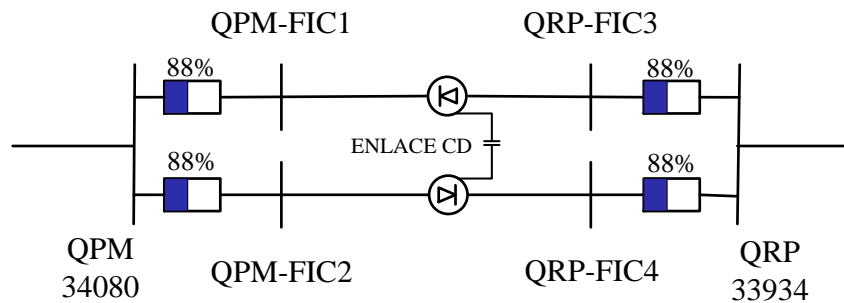 QPM-FIC1
QRP-FIC3
88%
88%
ENLACE CD
88%
88%
QPM
34080
QPM-FIC2
QRP-FIC4
QRP
33934